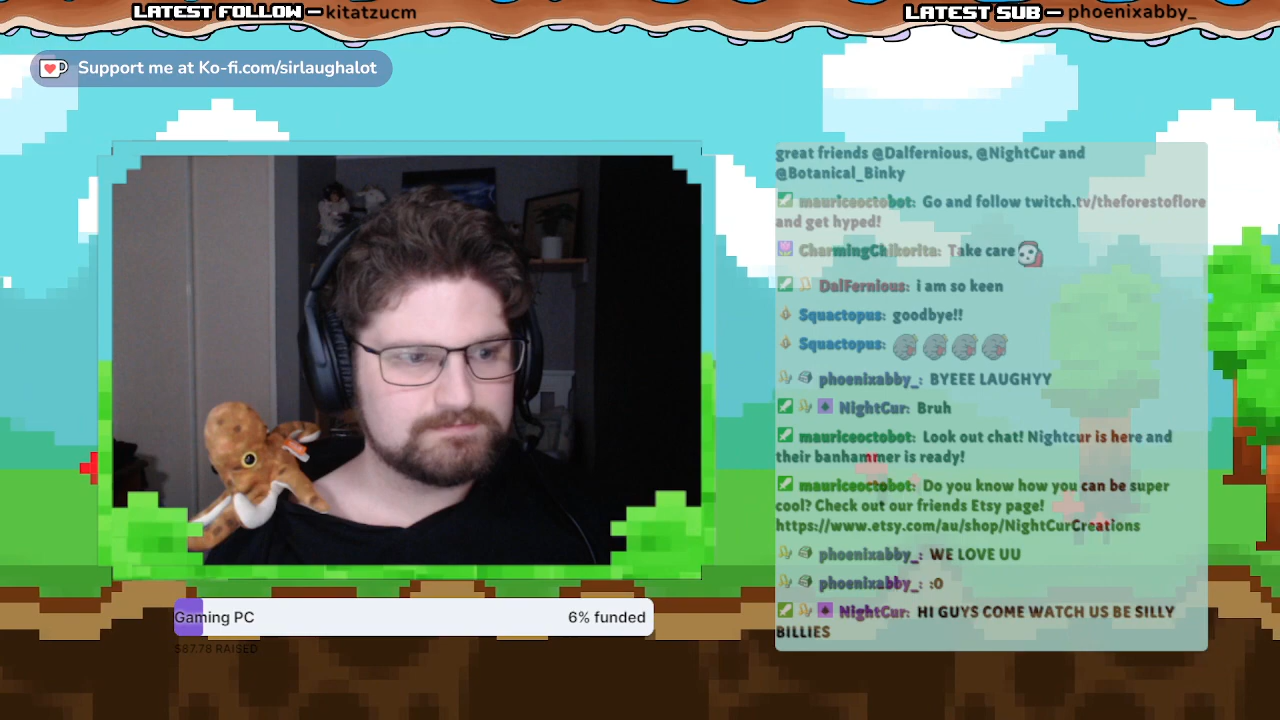 LATEST FOLLOW – kitatzucm
LATEST SUB – phoenixabby_
Support me at Ko-fi.com/sirlaughalot
great friends @Dalfernious, @NightCur and
@Botanical_Binky
mauriceoctobot: Go and follow twitch.tv/theforestoflore
and get hyped!
CharmingChikorita: Take care
DalFernious: i am so keen
Squactopus: goodbye!!
Squactopus:
phoenixabby_: BYEEE LAUGHYY
NightCur: Bruh
mauriceoctobot: Look out chat! Nightcur is here and
their banhammer is ready!
mauriceoctobot: Do you know how you can be super
cool? Check out our friends Etsy page!
https://www.etsy.com/au/shop/NightCurCreations
phoenixabby_: WE LOVE UU
phoenixabby_: :O
NightCur: HI GUYS COME WATCH US BE SILLY
BILLIES
Gaming PC 6% funded
$87.78 RAISED